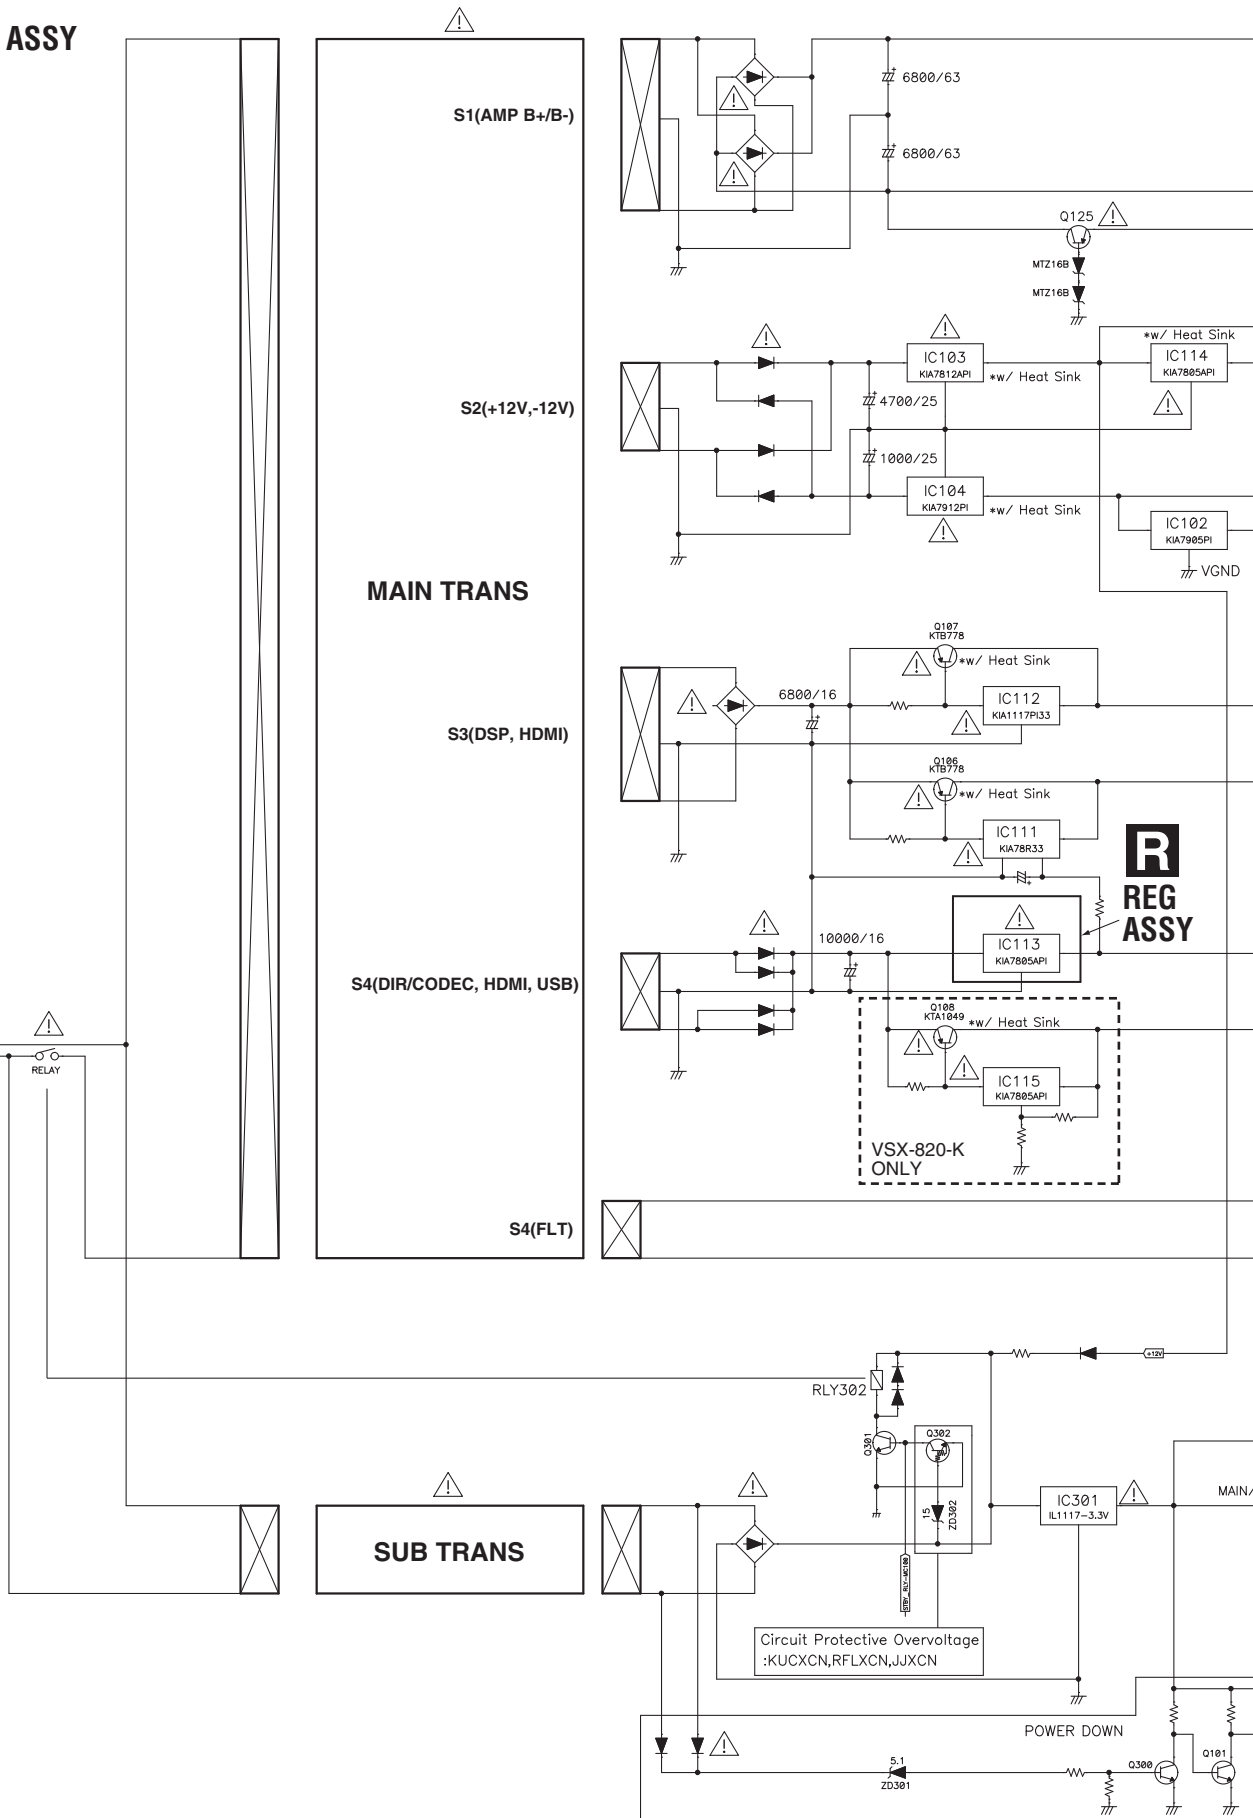 ASSY
S1(AMP B+/B-)
6800/63
6800/63
Q125
MTZ16B
MTZ16B
S2(+12V,-12V)
IC103
KIA7812API
*w/ Heat Sink
*w/ Heat Sink
IC114
KIA7805API
4700/25
1000/25
IC104
KIA7912PI
*w/ Heat Sink
IC102
KIA7905PI
VGND
MAIN TRANS
Q107
KTB778
*w/ Heat Sink
6800/16
IC112
KIA1117PI33
S3(DSP, HDMI)
Q106
KTB778
*w/ Heat Sink
IC111
KIA78R33
R
REG
ASSY
10000/16
IC113
KIA7805API
S4(DIR/CODEC, HDMI, USB)
Q108
KTA1049
*w/ Heat Sink
RELAY
IC115
KIA7805API
VSX-820-K
ONLY
S4(FLT)
+12V
RLY302
Q301
Q302
15
ZD302
IC301
IL1117-3.3V
MAIN/
SUB TRANS
STBY_RLY-MC100
Circuit Protective Overvoltage
:KUCXCN,RFLXCN,JJXCN
POWER DOWN
5.1
ZD301
Q300
Q101